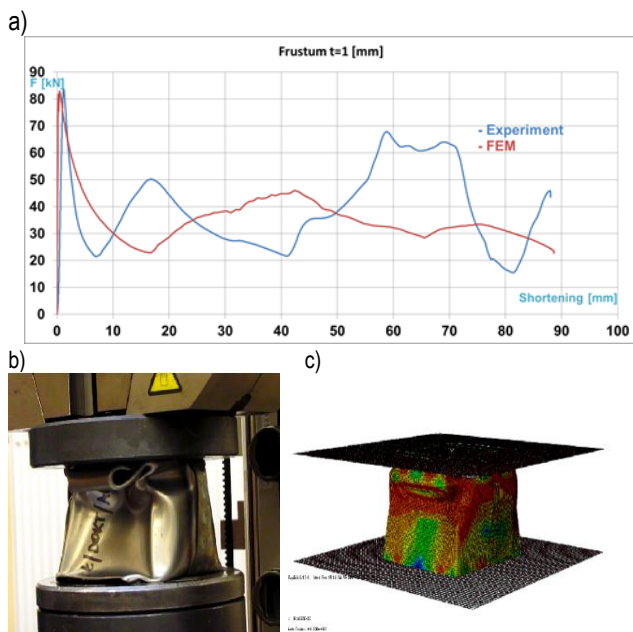 a)
Frustum t=1 [mm]
F [kN]
90
80
70
60
50
40
30
20
10
0
- Experiment
- FEM
Shortening [mm]
0 10 20 30 40 50 60 70 80 90 100
b)
c)